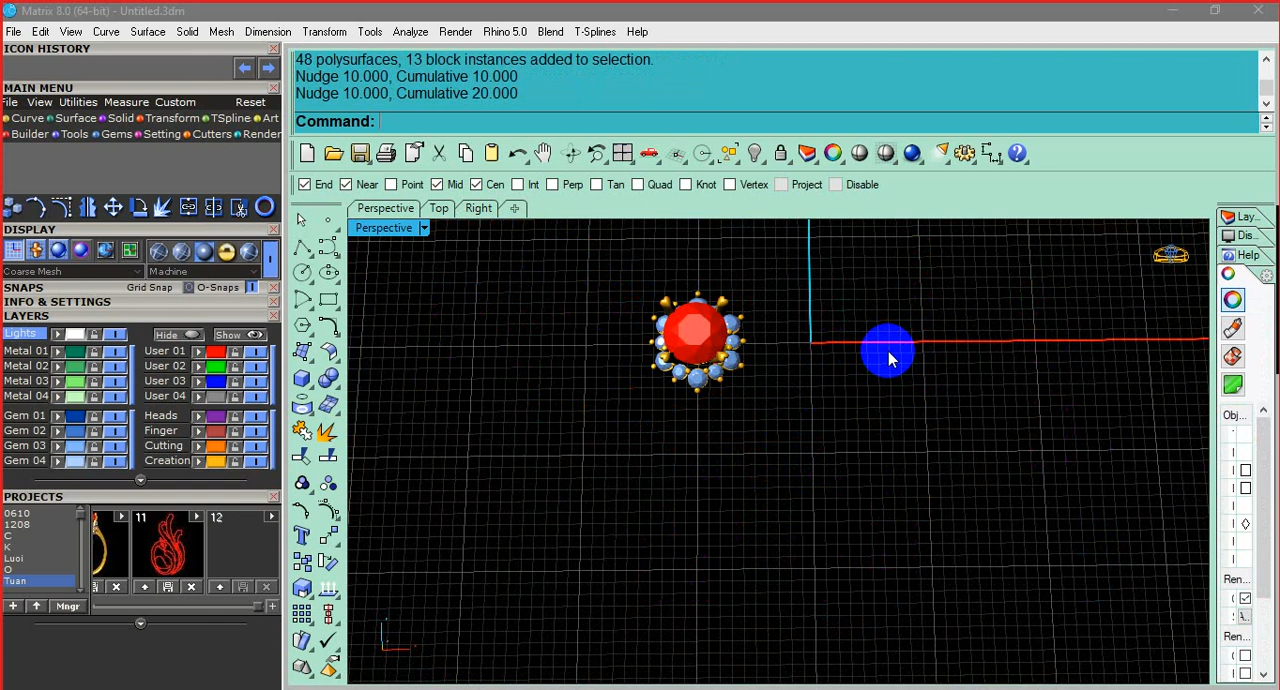 Matrix 8.0 (64-bit) - Untitled.3dm
File Edit View Curve Surface Solid Mesh Dimension Transform Tools Analyze Render Rhino 5.0 Blend T-Splines Help
ICON HISTORY
MAIN MENU
File View Utilities Measure Custom Reset
Curve Surface Solid Transform TSpline Art
Builder Tools Gems Setting Cutters Render
DISPLAY
Coarse Mesh Machine
SNAPS Grid Snap O-Snaps
INFO & SETTINGS
LAYERS
Lights Hide Show
Metal 01 User 01
Metal 02 User 02
Metal 03 User 03
Metal 04 User 04
Gem 01 Heads
Gem 02 Finger
Gem 03 Cutting
Gem 04 Creation
PROJECTS
0610
1208
C
K
Luoi
O
Tuan
11 12
+ Mngr +
48 polysurfaces, 13 block instances added to selection.
Nudge 10.000, Cumulative 10.000
Nudge 10.000, Cumulative 20.000
Command:
End Near Point Mid Cen Int Perp Tan Quad Knot Vertex Project Disable
Perspective Top Right
Perspective
Lay...
Dis...
Help
Obj...
Ren...
Ren...